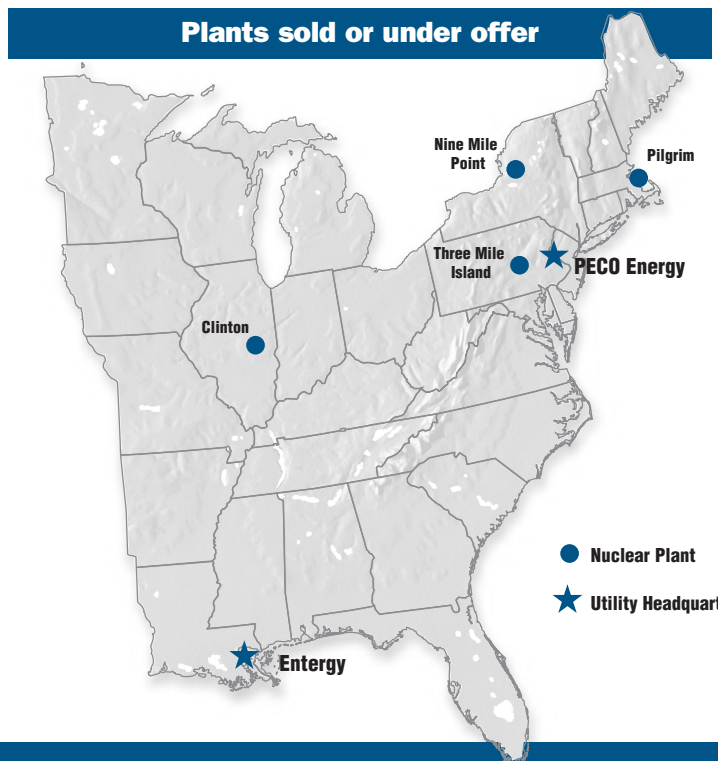 Plants sold or under offer
Nine Mile
Point
Pilgrim
Three Mile
Island
PECO Energy
Clinton
Nuclear Plant
Utility Headquart
Entergy